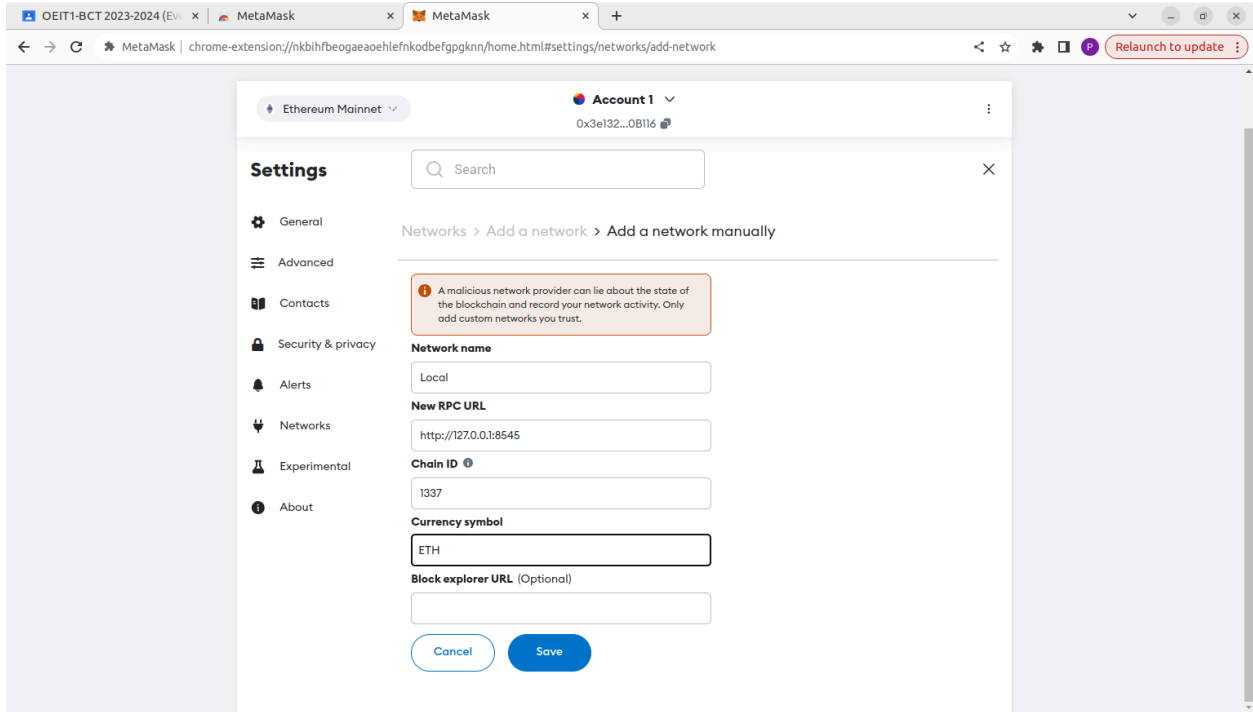 OEIT1-BCT 2023-2024 (Eve
MetaMask
MetaMask
MetaMask
chrome-extension://nkbihfbeogaeaoehlefnkodbefgpgknn/home.html#settings/networks/add-network
P
Relaunch to update
Ethereum Mainnet
Account 1
0x3e132...0B116
Settings
Search
General
Networks > Add a network > Add a network manually
Advanced
A malicious network provider can lie about the state of
the blockchain and record your network activity. Only
add custom networks you trust.
Contacts
Security & privacy
Network name
Local
Alerts
New RPC URL
Networks
http://127.0.0.1:8545
Chain ID
Experimental
1337
About
Currency symbol
ETH
Block explorer URL (Optional)
Cancel
Save